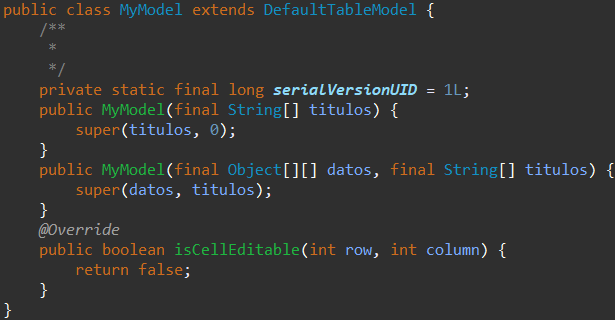 public class MyModel extends DefaultTableModel {
    /**
     *
     */
    private static final long serialVersionUID = 1L;
    public MyModel(final String[] titulos) {
        super(titulos, 0);
    }
    public MyModel(final Object[][] datos, final String[] titulos) {
        super(datos, titulos);
    }
    @Override
    public boolean isCellEditable(int row, int column) {
        return false;
    }
}